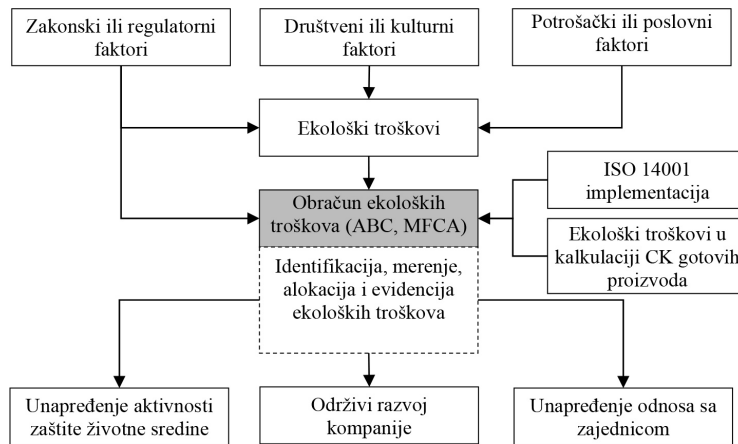 Zakonski ili regulatorni
faktori
Društveni ili kulturni
faktori
Potrošački ili poslovni
faktori
Ekološki troškovi
ISO 14001
implementacija
Obračun ekoloških
troškova (ABC, MFCA)
Ekološki troškovi u
kalkulaciji CK gotovih
proizvoda
Identifikacija, merenje,
alokacija i evidencija
ekoloških troškova
Unapređenje aktivnosti
zaštite životne sredine
Održivi razvoj
kompanije
Unapređenje odnosa sa
zajednicom